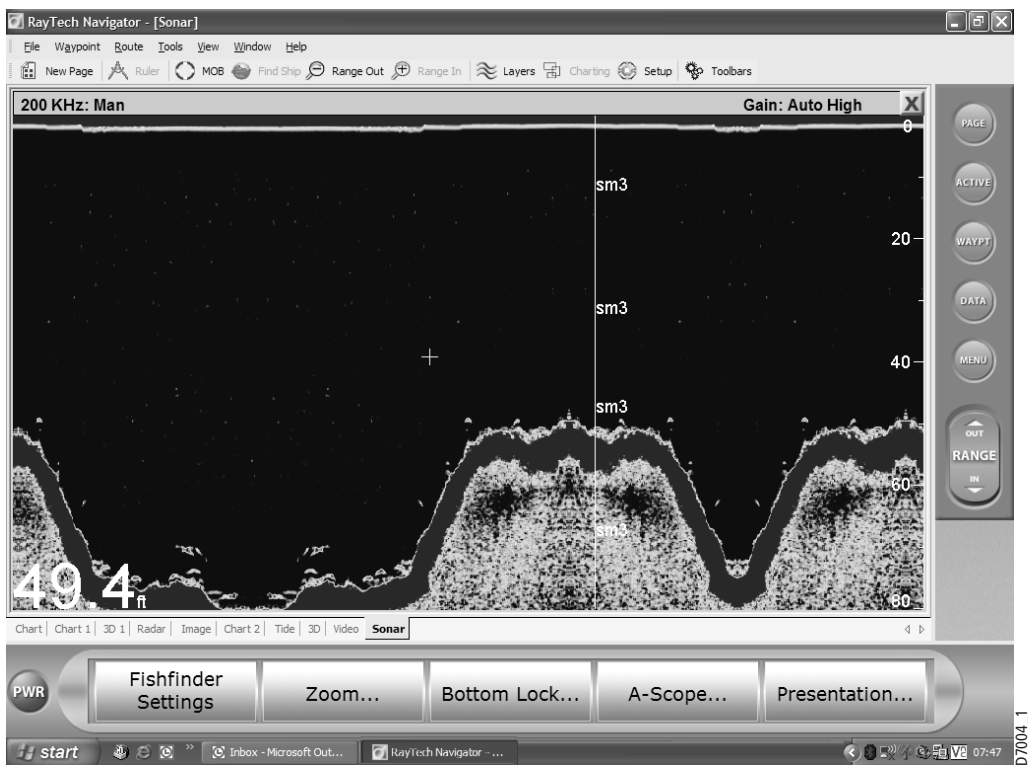 RayTech Navigator - [Sonar]
File Waypoint Route Tools View Window Help
New Page Ruler MOB Find Ship Range Out Range In Layers Charting Setup Toolbars
200 KHz: Man Gain: Auto High X
0
PAGE
sm3
ACTIVE
20
WAYPT
sm3
DATA
40
MENU
sm3
OUT
RANGE
IN
60
sm3
49.4 ft
80
Chart Chart 1 3D 1 Radar Image Chart 2 Tide 3D Video Sonar
PWR
Fishfinder
Settings
Zoom...
Bottom Lock...
A-Scope...
Presentation...
start » Inbox - Microsoft Out... RayTech Navigator - ... 07:47
D7004_1